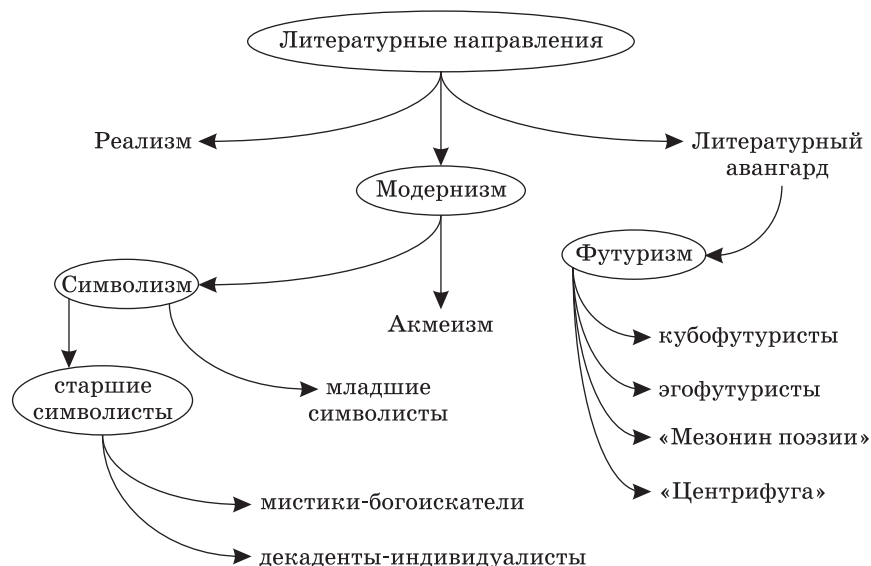 Литературные направления
Реализм
Литературный
авангард
Модернизм
Футуризм
Символизм
Акмеизм
кубофутуристы
старшие
символисты
младшие
символисты
эгофутуристы
«Мезонин поэзии»
«Центрифуга»
мистики-богоискатели
декаденты-индивидуалисты